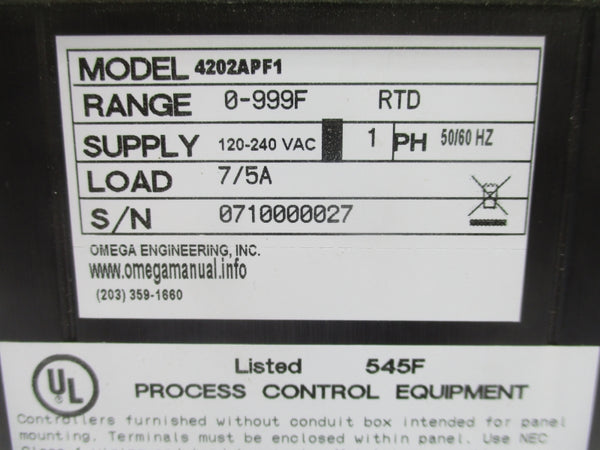 MODEL 4202APF1
RANGE 0-999F RTD
SUPPLY 120-240 VAC 1 PH 50/60 HZ
LOAD 7/5A
S/N 0710000027
OMEGA ENGINEERING, INC.
www.omegamanual.info
(203) 359-1660
UL Listed 545F
PROCESS CONTROL EQUIPMENT
Controllers furnished without conduit box intended for panel
mounting. Terminals must be enclosed within panel. Use NEC